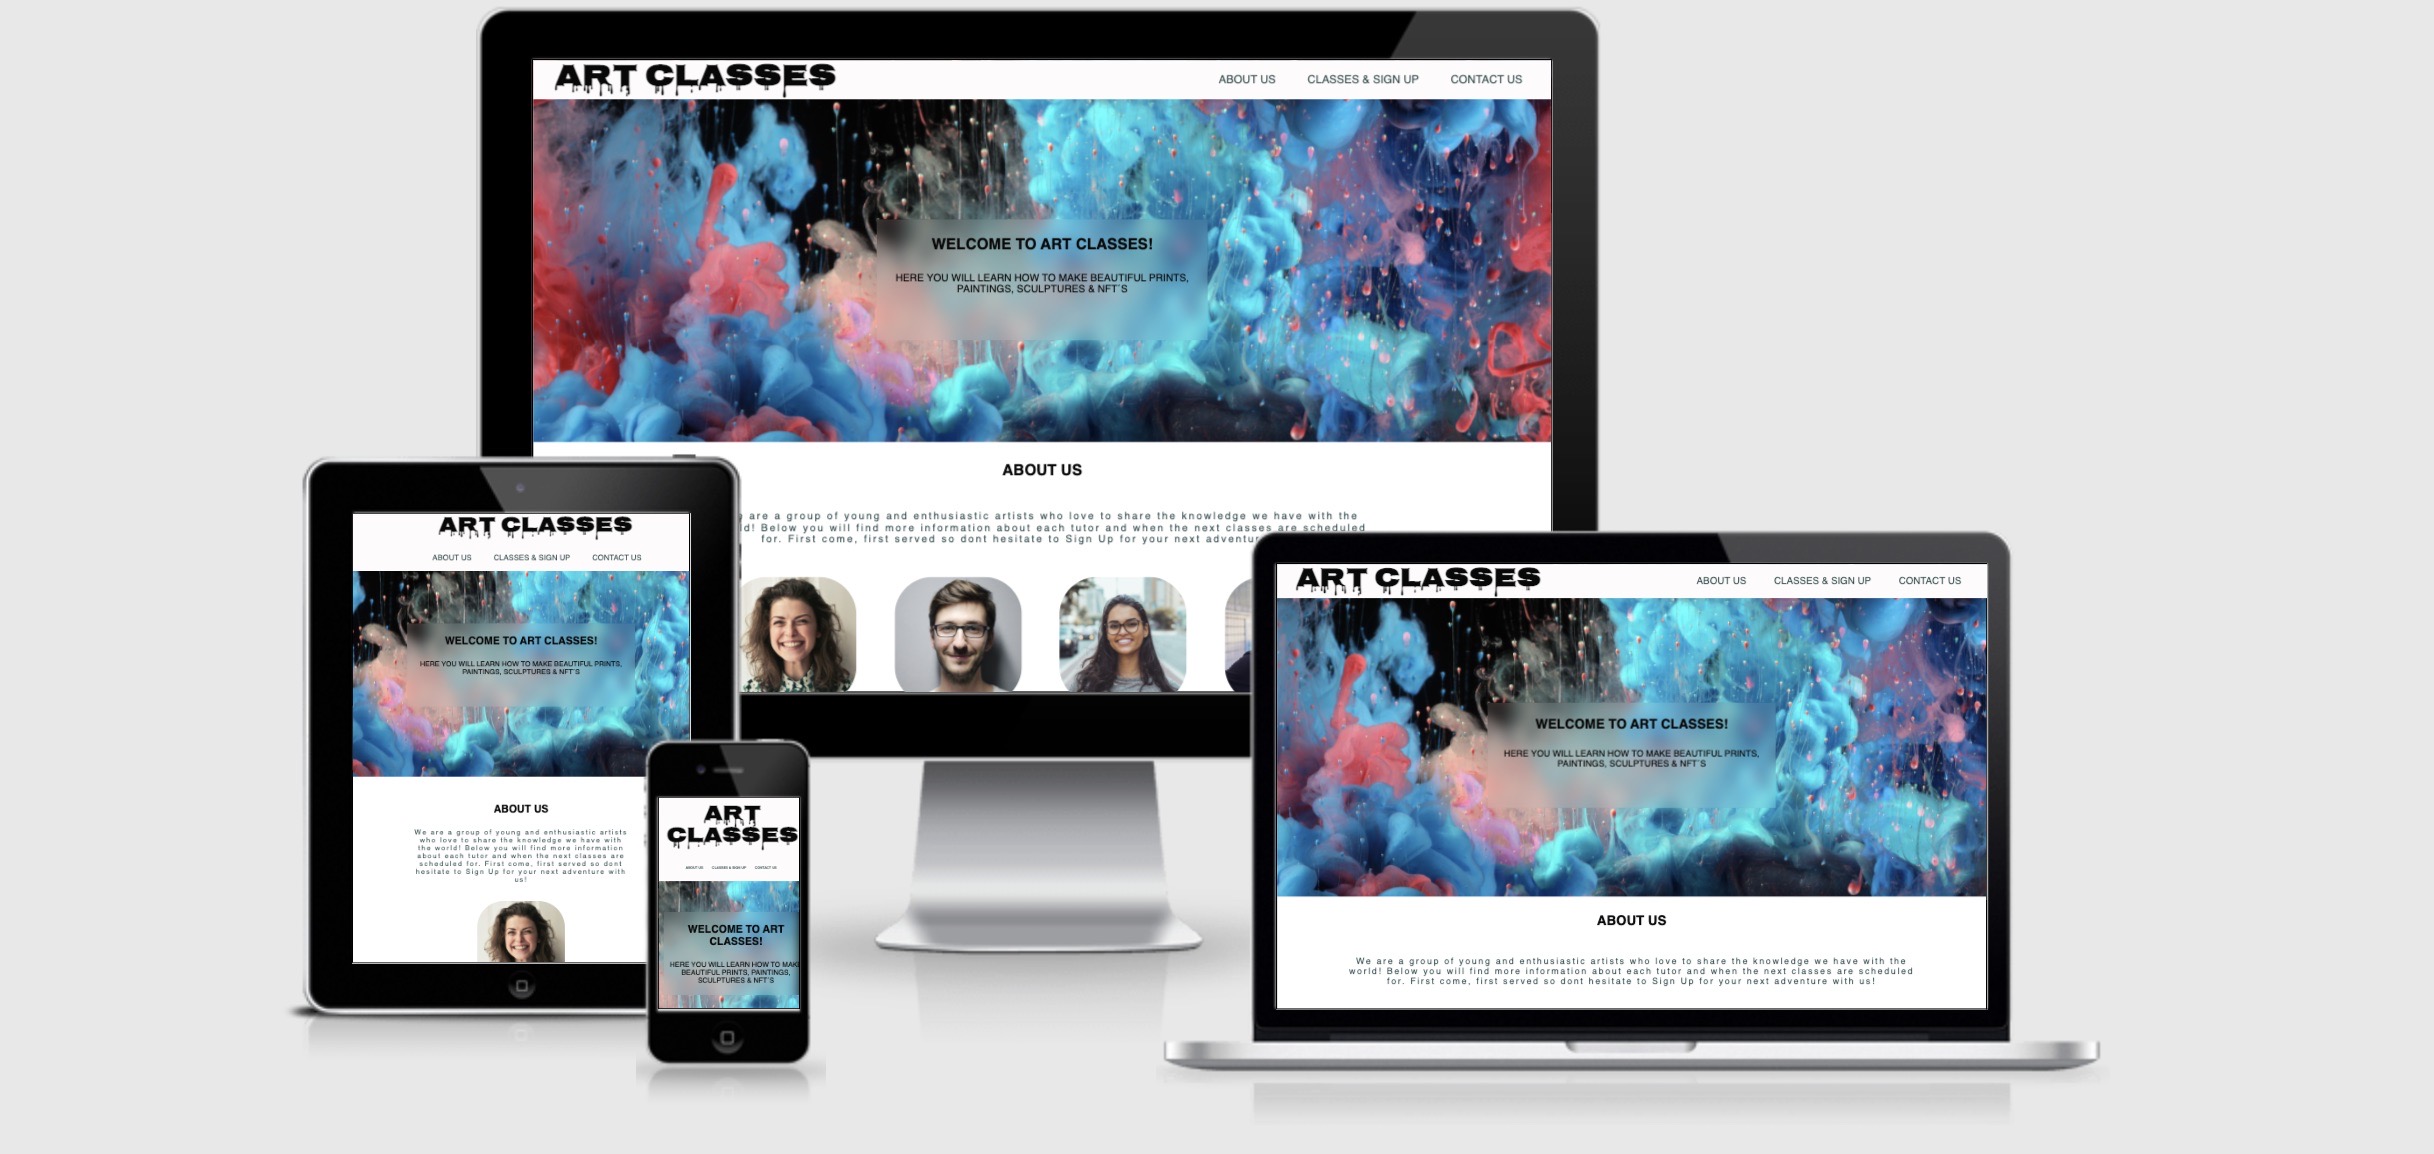 ART CLASSES
ABOUT US CLASSES & SIGN UP CONTACT US
WELCOME TO ART CLASSES!
HERE YOU WILL LEARN HOW TO MAKE BEAUTIFUL PRINTS,
PAINTINGS, SCULPTURES & NFT´S
ABOUT US
are a group of young and enthusiastic artists who love to share the knowledge we have with the
Below you will find more information about each tutor and when the next classes are scheduled
for. First come, first served so dont hesitate to Sign Up for your next
ART CLASSES
ABOUT US CLASSES & SIGN UP CONTACT US
WELCOME TO ART CLASSES!
HERE YOU WILL LEARN HOW TO MAKE BEAUTIFUL PRINTS,
PAINTINGS, SCULPTURES & NFT´S
ABOUT US
We are a group of young and enthusiastic artists
who love to share the knowledge we have with
the world! Below you will find more information
about each tutor and when the next classes are
scheduled for. First come, first served so dont
hesitate to Sign Up for your next adventure with
us!
ART
CLASSES
ABOUT US CLASSES & SIGN UP CONTACT US
WELCOME TO ART
CLASSES!
HERE YOU WILL LEARN HOW TO MAKE
BEAUTIFUL PRINTS, PAINTINGS,
SCULPTURES & NFT´S
ART CLASSES
ABOUT US CLASSES & SIGN UP CONTACT US
WELCOME TO ART CLASSES!
HERE YOU WILL LEARN HOW TO MAKE BEAUTIFUL PRINTS,
PAINTINGS, SCULPTURES & NFT´S
ABOUT US
We are a group of young and enthusiastic artists who love to share the knowledge we have with the
world! Below you will find more information about each tutor and when the next classes are scheduled
for. First come, first served so dont hesitate to Sign Up for your next adventure with us!